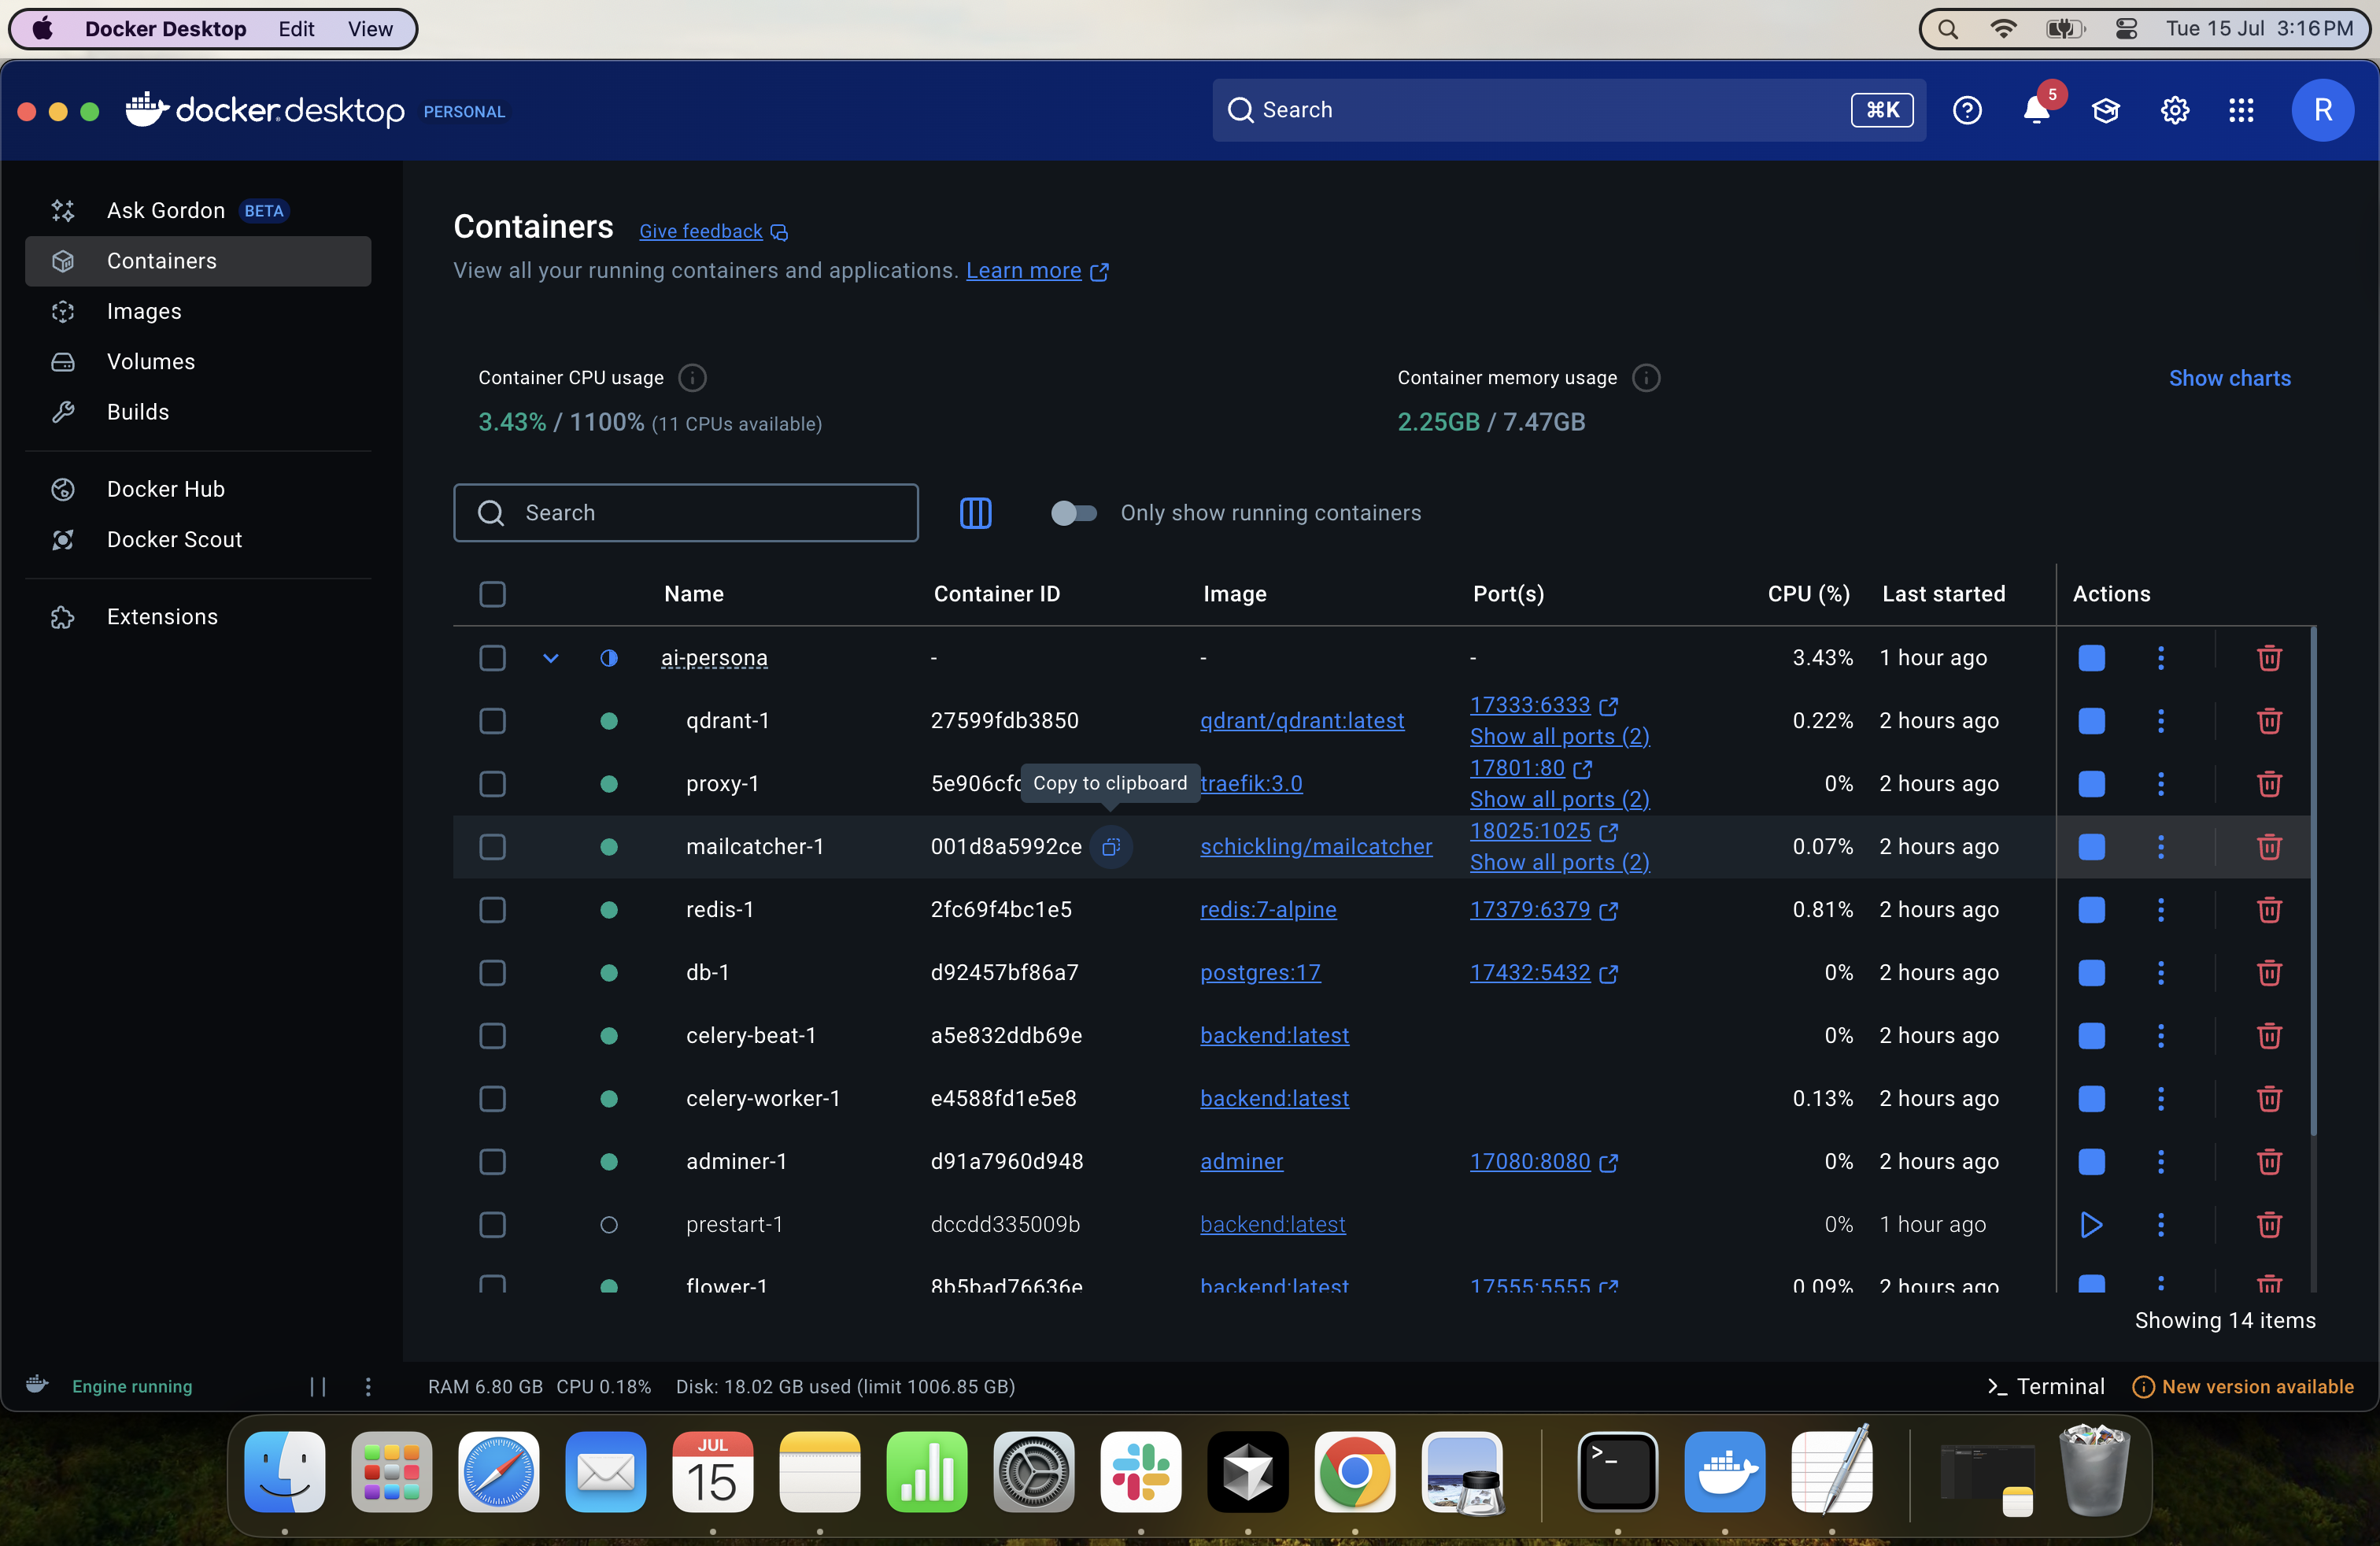 Docker Desktop Edit View
Tue 15 Jul 3:16 PM
docker desktop PERSONAL
Search ⌘K
5
R
Ask Gordon BETA
Containers
Images
Volumes
Builds
Docker Hub
Docker Scout
Extensions
Containers Give feedback
View all your running containers and applications. Learn more
Container CPU usage
3.43% / 1100% (11 CPUs available)
Container memory usage
2.25GB / 7.47GB
Show charts
Search
Only show running containers
Name Container ID Image Port(s) CPU (%) Last started Actions
ai-persona - - - 3.43% 1 hour ago
qdrant-1 27599fdb3850 qdrant/qdrant:latest 17333:6333 Show all ports (2) 0.22% 2 hours ago
proxy-1 5e906cfc Copy to clipboard traefik:3.0 17801:80 Show all ports (2) 0% 2 hours ago
mailcatcher-1 001d8a5992ce schickling/mailcatcher 18025:1025 Show all ports (2) 0.07% 2 hours ago
redis-1 2fc69f4bc1e5 redis:7-alpine 17379:6379 0.81% 2 hours ago
db-1 d92457bf86a7 postgres:17 17432:5432 0% 2 hours ago
celery-beat-1 a5e832ddb69e backend:latest 0% 2 hours ago
celery-worker-1 e4588fd1e5e8 backend:latest 0.13% 2 hours ago
adminer-1 d91a7960d948 adminer 17080:8080 0% 2 hours ago
prestart-1 dccdd335009b backend:latest 0% 1 hour ago
flower-1 8b5bad76636e backend:latest 17555:5555 0.09% 2 hours ago
Showing 14 items
Engine running
RAM 6.80 GB CPU 0.18% Disk: 18.02 GB used (limit 1006.85 GB)
Terminal
New version available
JUL
15